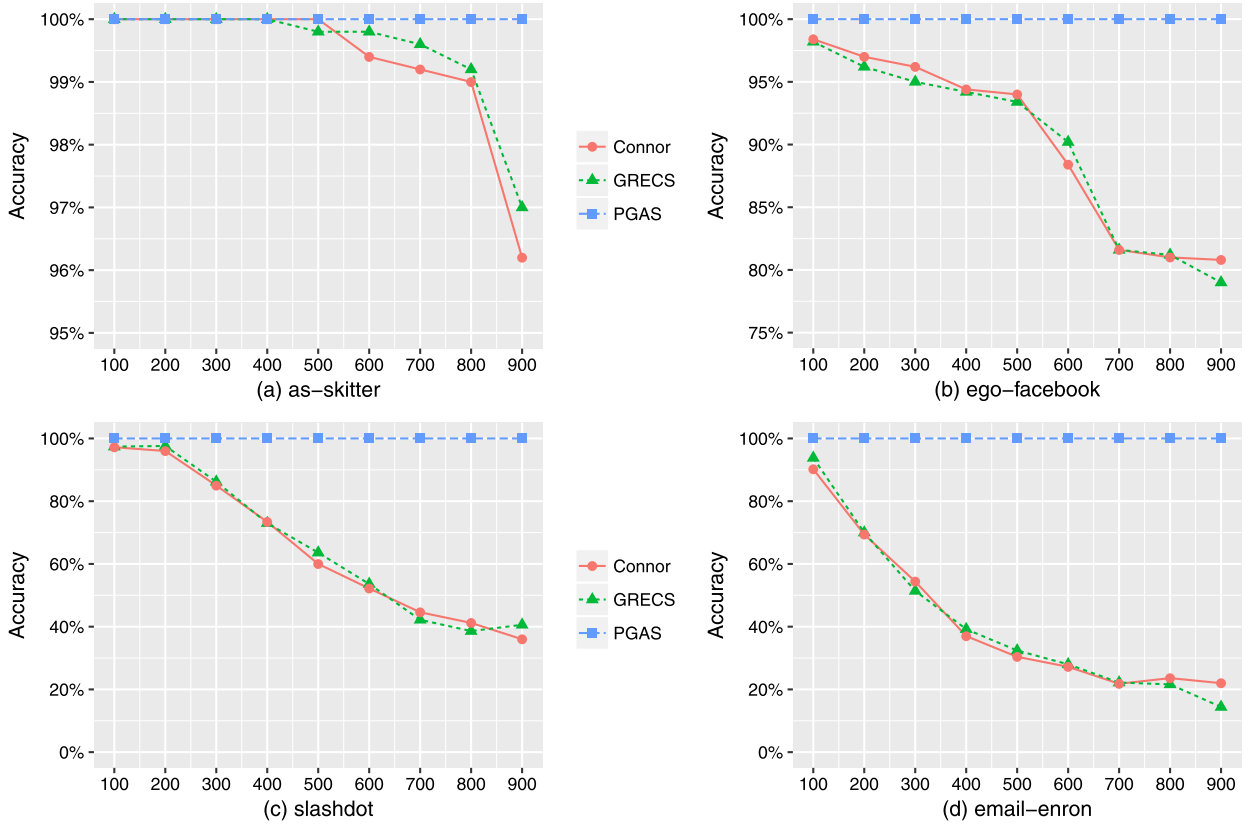 100%
99%
98%
97%
96%
95%
Accuracy
100 200 300 400 500 600 700 800 900
(a) as−skitter
Connor
GRECS
PGAS
100%
95%
90%
85%
80%
75%
Accuracy
100 200 300 400 500 600 700 800 900
(b) ego−facebook
100%
80%
60%
40%
20%
0%
Accuracy
100 200 300 400 500 600 700 800 900
(c) slashdot
Connor
GRECS
PGAS
100%
80%
60%
40%
20%
0%
Accuracy
100 200 300 400 500 600 700 800 900
(d) email−enron